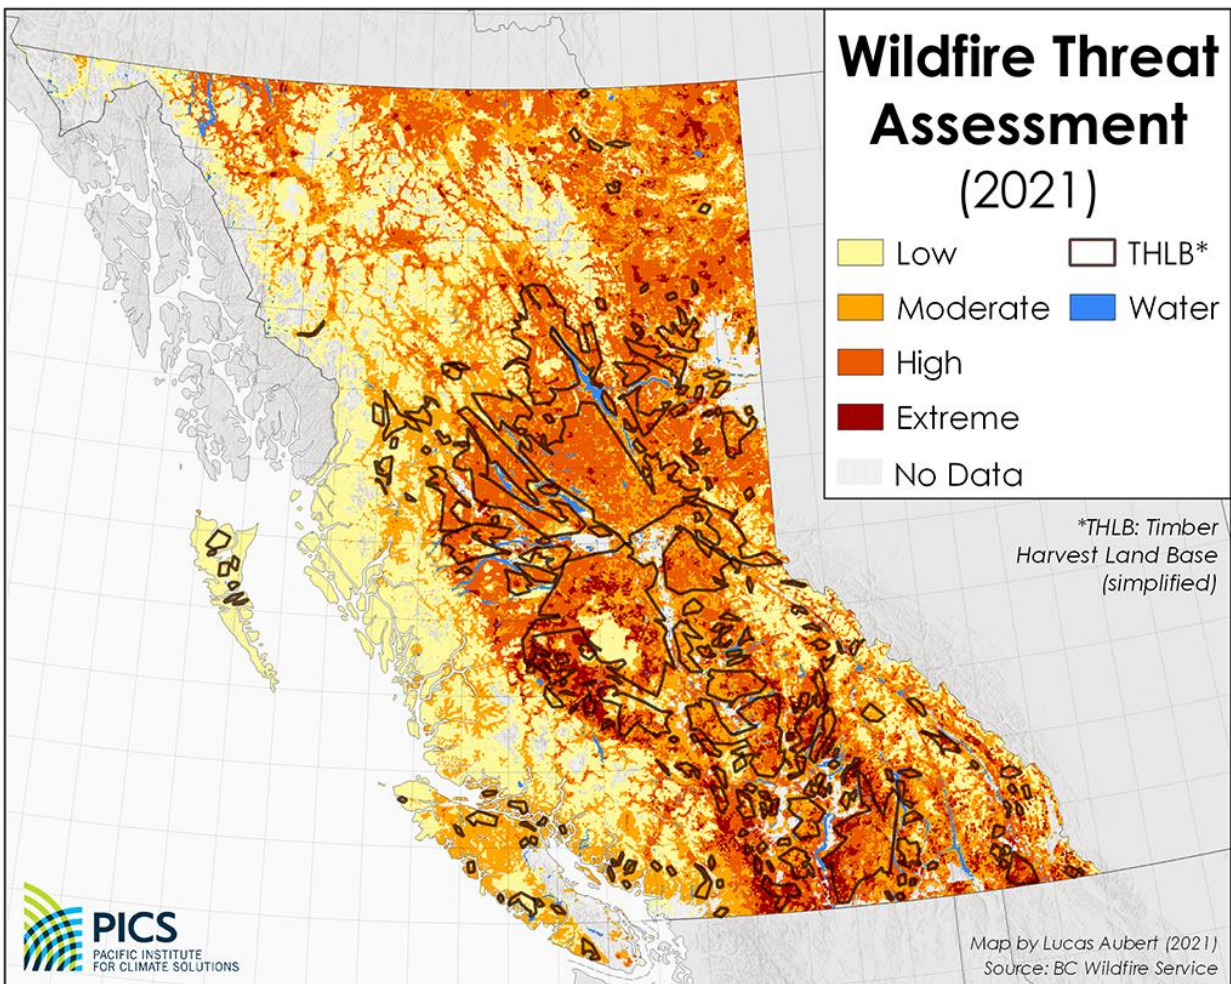 Wildfire Threat
Assessment
(2021)
Low
THLB*
Moderate
Water
High
Extreme
No Data
*THLB: Timber
Harvest Land Base
(simplified)
PICS
PACIFIC INSTITUTE
FOR CLIMATE SOLUTIONS
Map by Lucas Aubert (2021)
Source: BC Wildfire Service